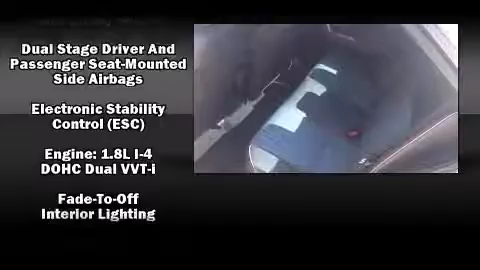 Dual Stage Driver And
Passenger Seat-Mounted
Side Airbags
Electronic Stability
Control (ESC)
Engine: 1.8L I-4
DOHC Dual VVT-i
Fade-To-Off
Interior Lighting